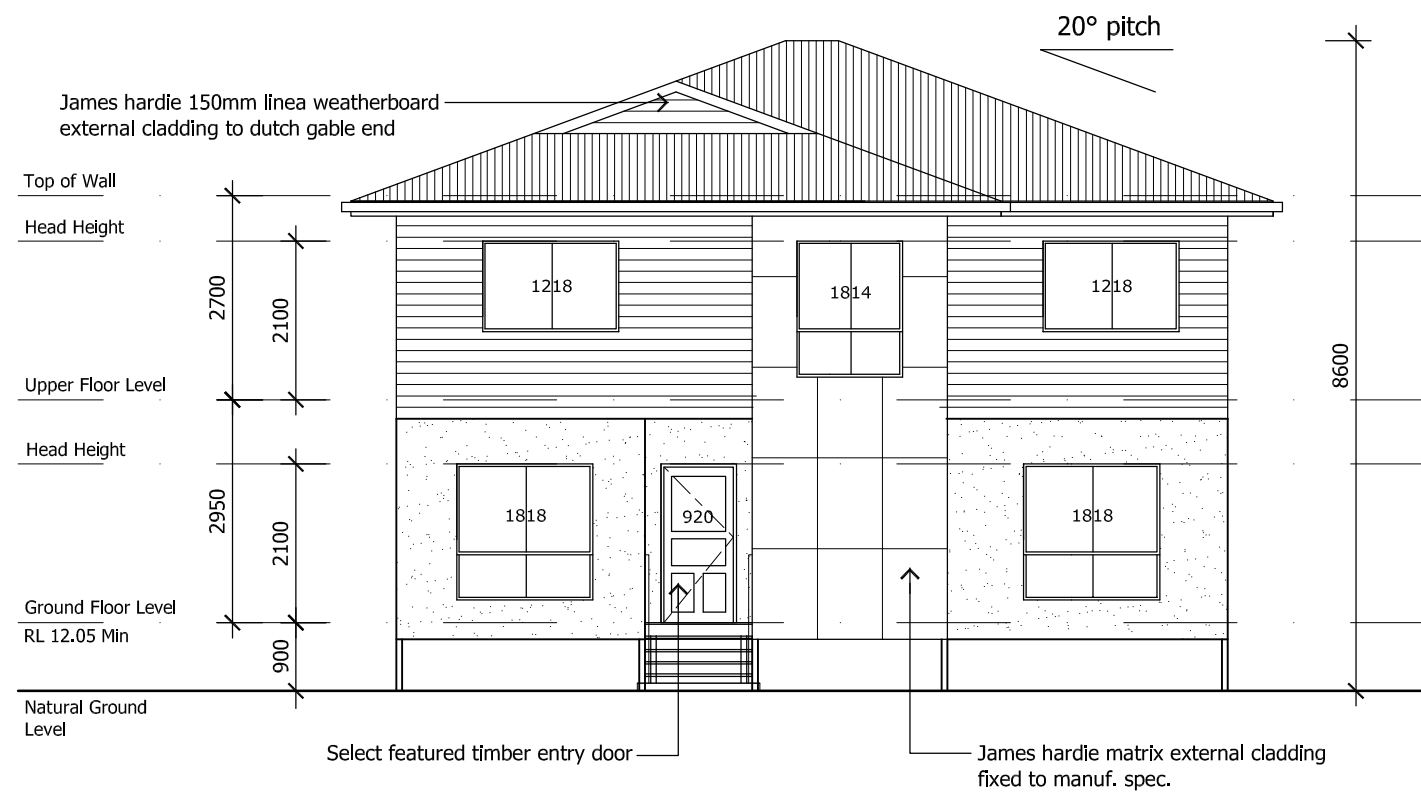 20° pitch
James hardie 150mm linea weatherboard
external cladding to dutch gable end
Top of Wall
Head Height
2700
2100
1218
1814
1218
8600
Upper Floor Level
Head Height
2950
2100
1818
920
1818
Ground Floor Level
RL 12.05 Min
900
Natural Ground
Level
Select featured timber entry door
James hardie matrix external cladding
fixed to manuf. spec.